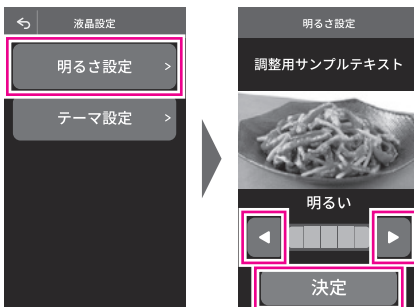 液晶設定
明るさ設定 >
テーマ設定 >
明るさ設定
調整用サンプルテキスト
明るい
決定